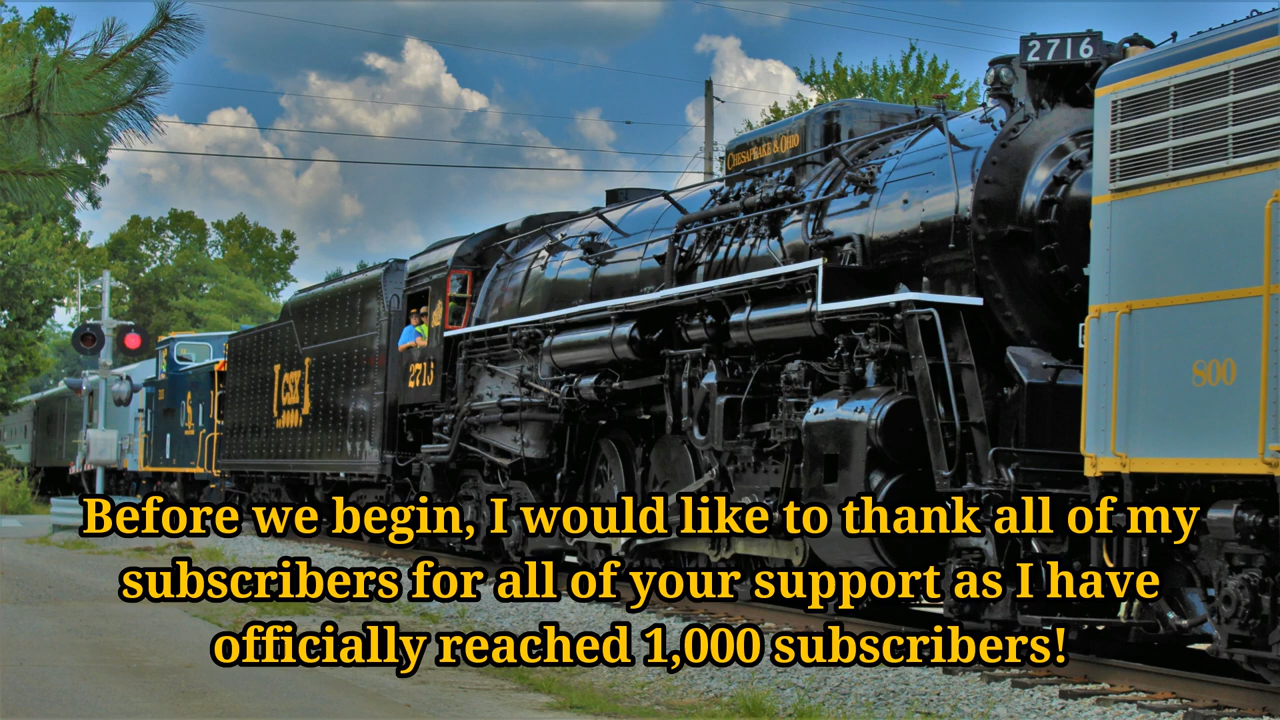 2716
CHESAPEAKE & OHIO
2716
CSX
800
Before we begin, I would like to thank all of my
subscribers for all of your support as I have
officially reached 1,000 subscribers!